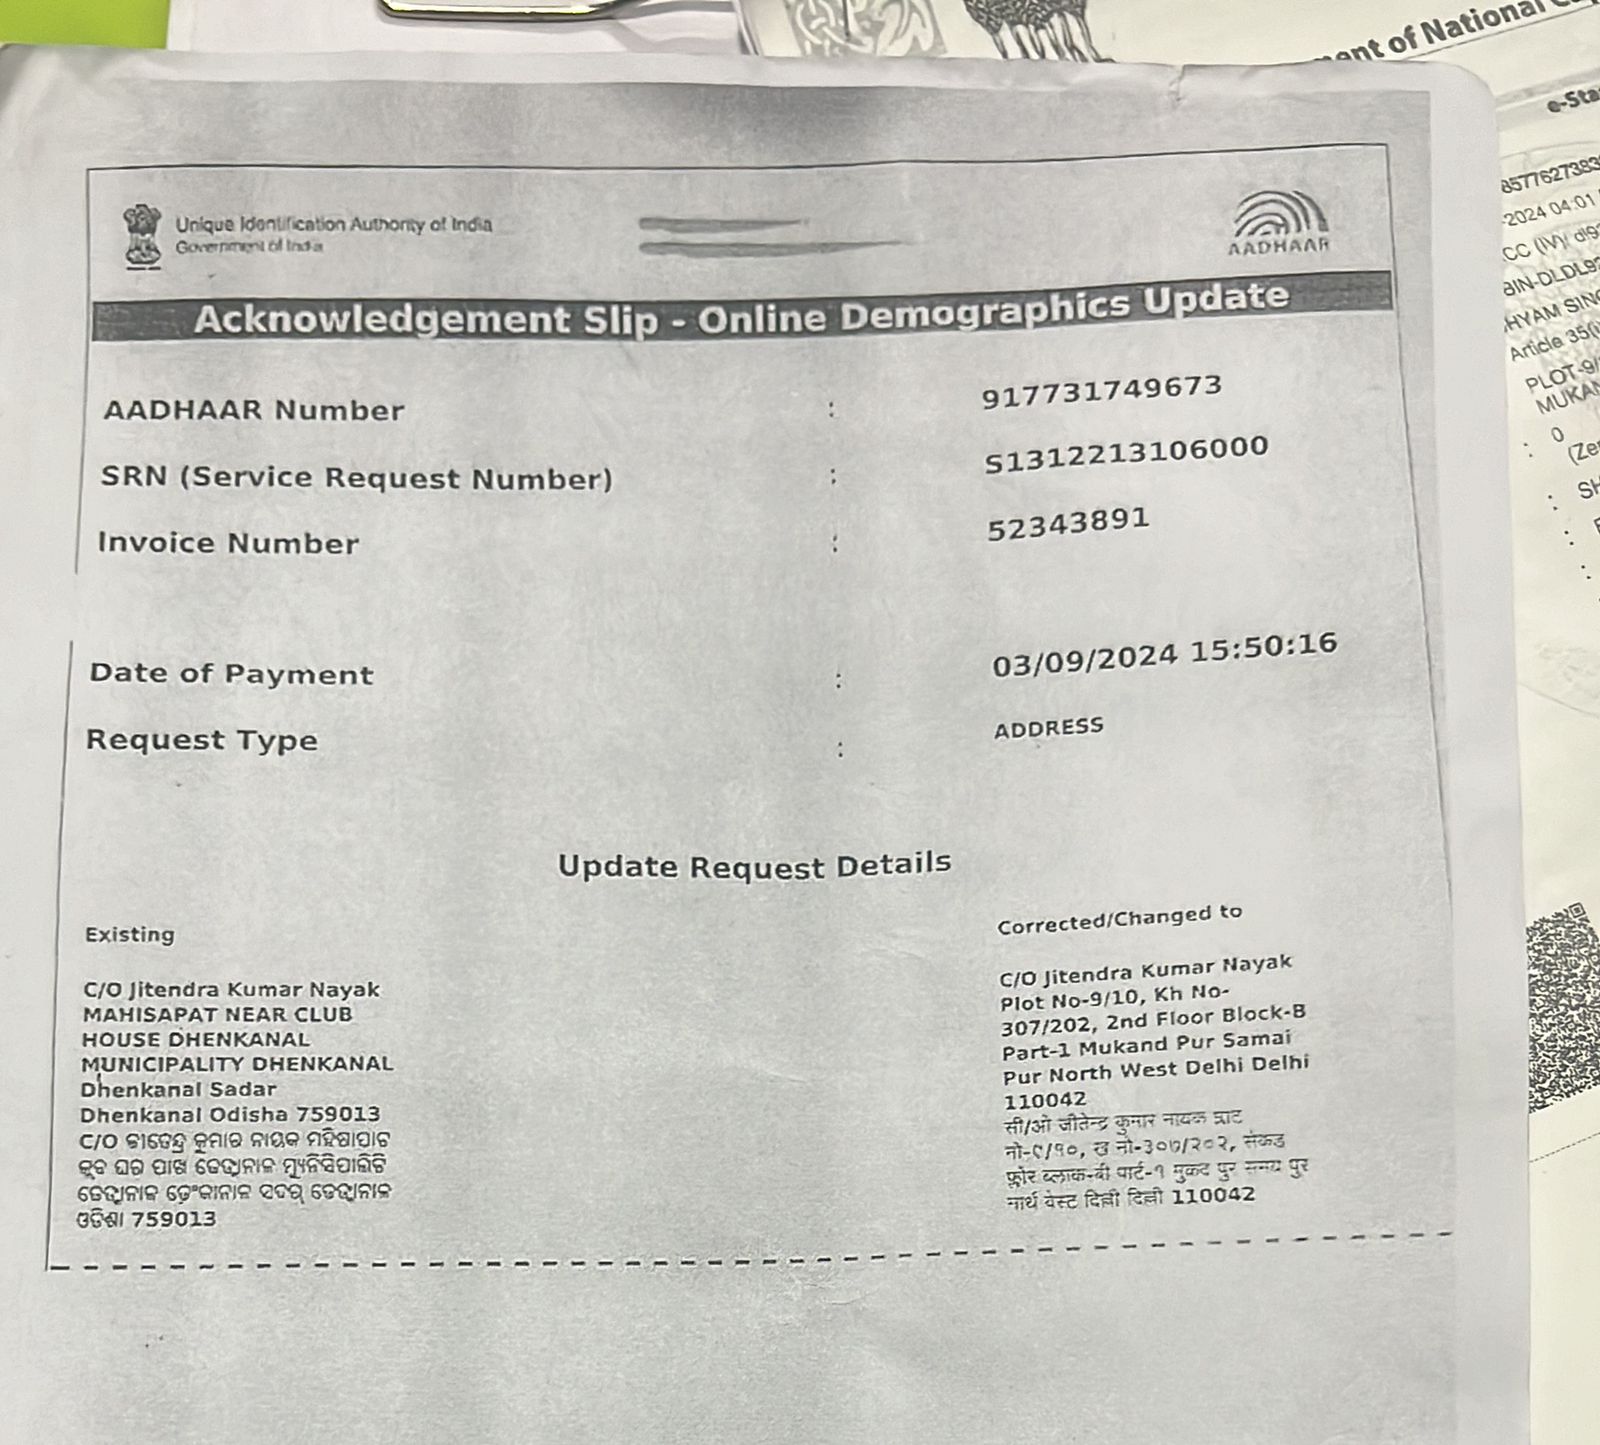 ent of National
e-Sta
Unique Identification Authority of India
Government of India
AADHAAR
Acknowledgement Slip - Online Demographics Update
AADHAAR Number : 917731749673
SRN (Service Request Number) : S1312213106000
Invoice Number : 52343891
Date of Payment : 03/09/2024 15:50:16
Request Type : ADDRESS
Update Request Details
Existing
C/O Jitendra Kumar Nayak
MAHISAPAT NEAR CLUB
HOUSE DHENKANAL
MUNICIPALITY DHENKANAL
Dhenkanal Sadar
Dhenkanal Odisha 759013
C/O ଜୀତେନ୍ଦ୍ର କୁମାର ନାୟକ ମହିଷାପାଟ
କ୍ଲବ ଘର ପାଖ ଢେଙ୍କାନାଳ ମ୍ୟୁନିସିପାଲିଟି
ଢେଙ୍କାନାଳ ଢ଼େଂକାନାଳ ସଦର୍ ଢେଙ୍କାନାଳ
ଓଡିଶା 759013
Corrected/Changed to
C/O Jitendra Kumar Nayak
Plot No-9/10, Kh No-
307/202, 2nd Floor Block-B
Part-1 Mukand Pur Samai
Pur North West Delhi Delhi
110042
सी/ओ जीतेन्द्र कुमार नायक प्लाट
नो-९/१०, ख नो-३०७/२०२, सेकंड
फ़्लोर ब्लाक-बी पार्ट-१ मुकंद पुर समय पुर
नार्थ वेस्ट दिल्ली दिल्ली 110042
8577627383
-2024 04:01
CC (IV)/ dl9
BIN-DLDL9
HYAM SING
Article 35(i
PLOT-9/
MUKAN
: 0
: (Ze
: SH
:
: